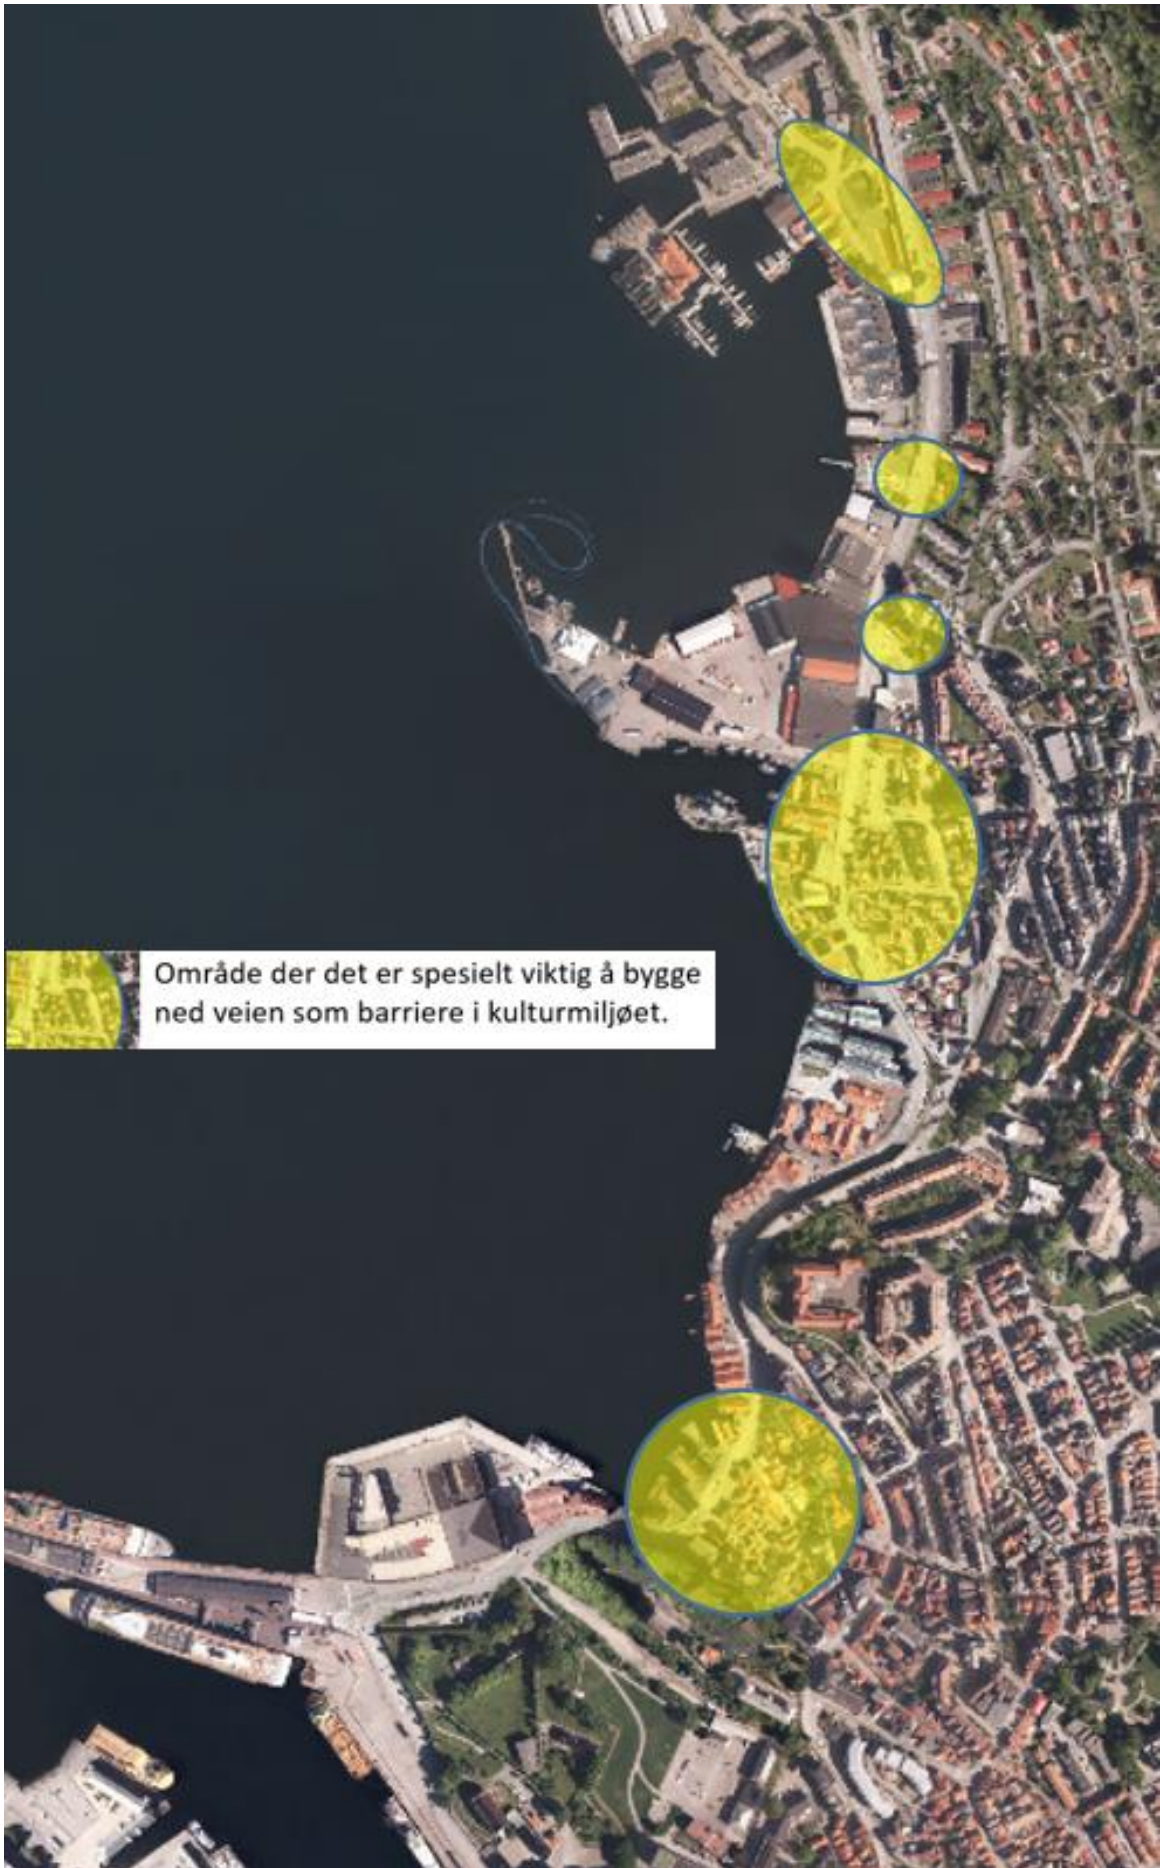 Område der det er spesielt viktig å bygge
ned veien som barriere i kulturmiljøet.